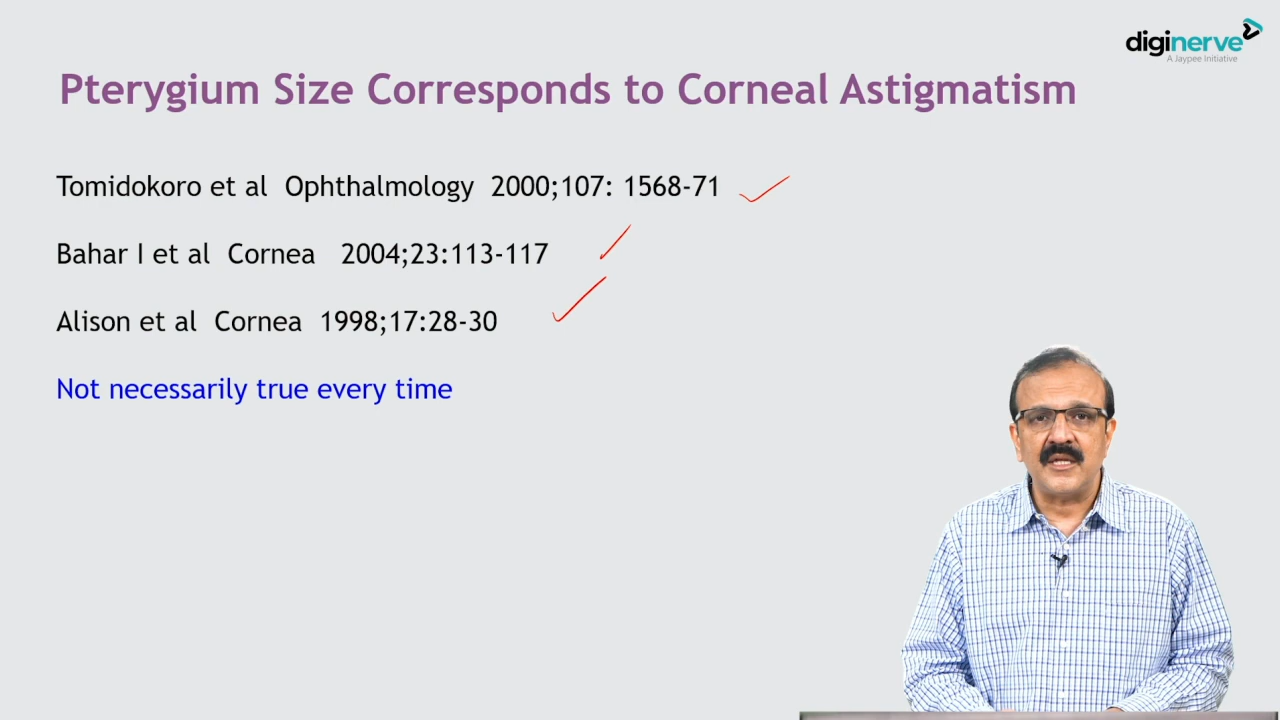 diginerve
A Jaypee Initiative
Pterygium Size Corresponds to Corneal Astigmatism
Tomidokoro et al Ophthalmology 2000;107: 1568-71
Bahar I et al Cornea 2004;23:113-117
Alison et al Cornea 1998;17:28-30
Not necessarily true every time